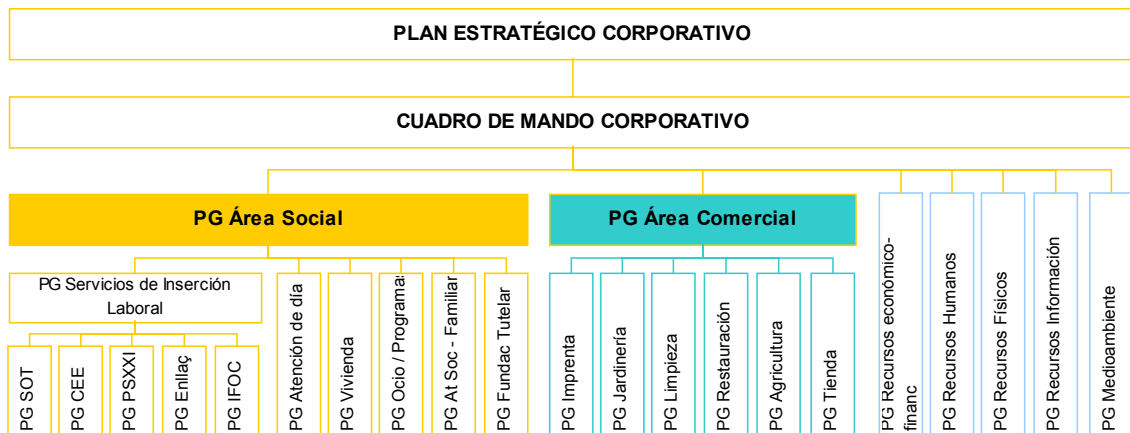 PLAN ESTRATÉGICO CORPORATIVO
CUADRO DE MANDO CORPORATIVO
PG Área Social
PG Área Comercial
PG Servicios de Inserción
Laboral
PG SOT
PG CEE
PG PSXXI
PG Enllaç
PG IFOC
PG Atención de día
PG Vivienda
PG Ocio / Programas
PG At Soc - Familiar
PG Fundac Tutelar
PG Imprenta
PG Jardinería
PG Limpieza
PG Restauración
PG Agricultura
PG Tienda
PG Recursos económico-
financ
PG Recursos Humanos
PG Recursos Físicos
PG Recursos Información
PG Medioambiente